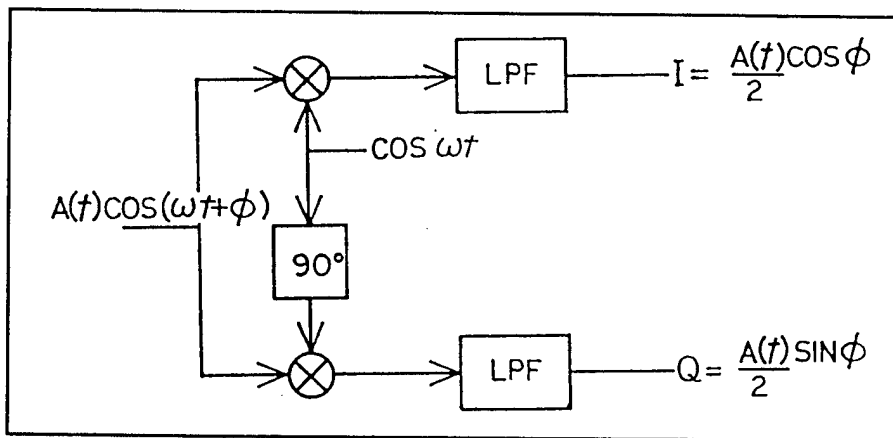 LPF
I = A(t)/2 COS ϕ
COS ωt
A(t)COS(ωt+ϕ)
90°
LPF
Q = A(t)/2 SIN ϕ